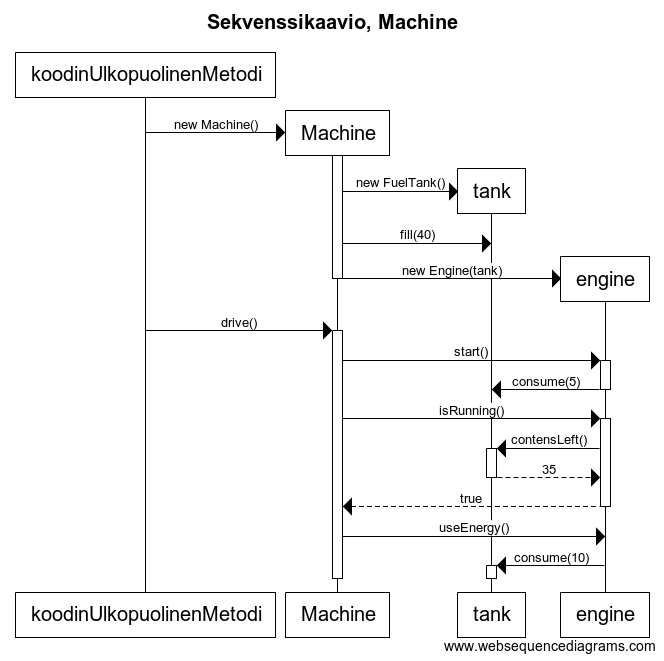 Sekvenssikaavio, Machine
koodinUlkopuolinenMetodi
new Machine()
Machine
new FuelTank()
tank
fill(40)
new Engine(tank)
engine
drive()
start()
consume(5)
isRunning()
contensLeft()
35
true
useEnergy()
consume(10)
koodinUlkopuolinenMetodi
Machine
tank
engine
www.websequencediagrams.com